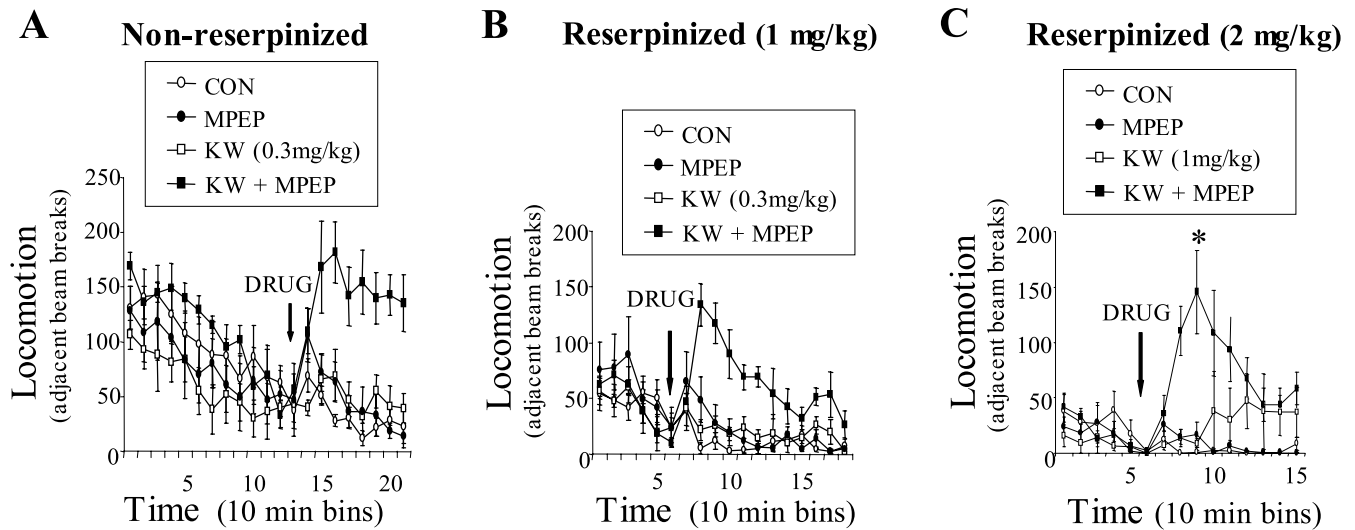 A
Non-reserpinized
CON
MPEP
KW (0.3mg/kg)
KW + MPEP
250
200
150
100
50
0
DRUG
5
10
15
20
Locomotion
(adjacent beam breaks)
Time (10 min bins)
B
Reserpinized (1 mg/kg)
CON
MPEP
KW (0.3mg/kg)
KW + MPEP
200
150
100
50
0
DRUG
5
10
15
Locomotion
(adjacent beam breaks)
Time (10 min bins)
C
Reserpinized (2 mg/kg)
CON
MPEP
KW (1mg/kg)
KW + MPEP
200
150
100
50
0
*
DRUG
5
10
15
Locomotion
(adjacent beam breaks)
Time (10 min bins)